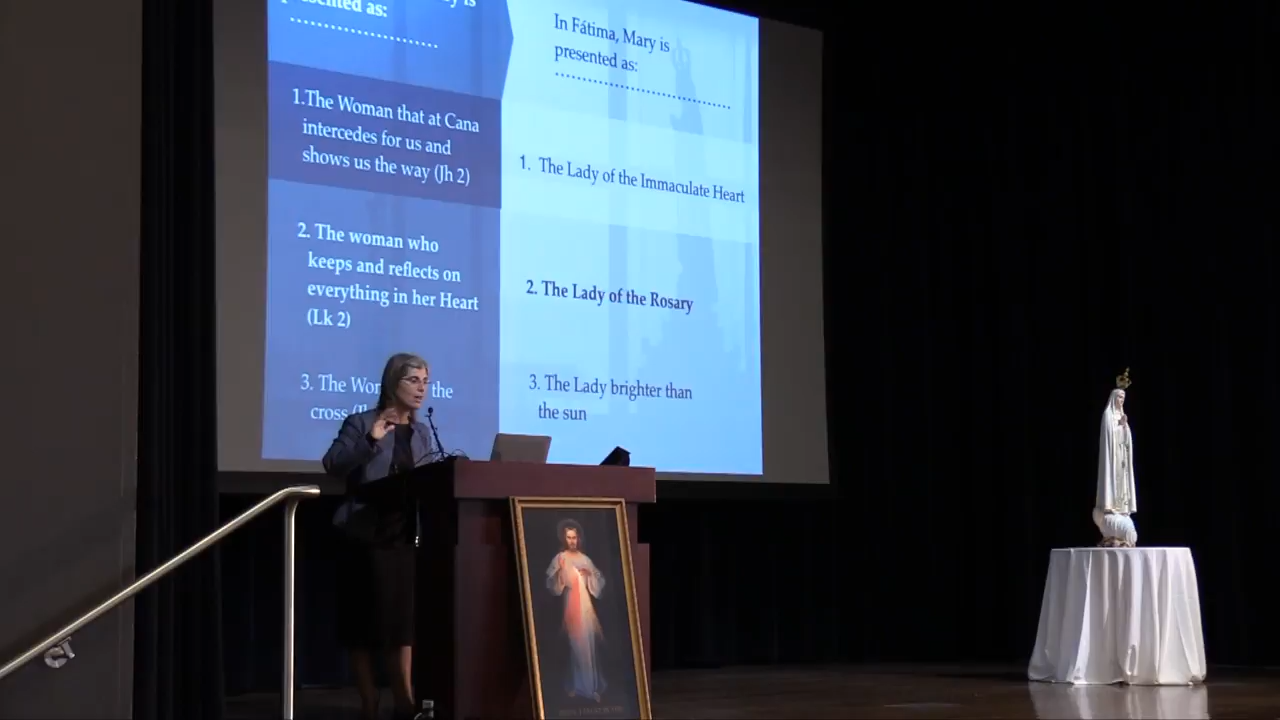 presented as:
..............................
1.The Woman that at Cana
intercedes for us and
shows us the way (Jh 2)
2. The woman who
keeps and reflects on
everything in her Heart
(Lk 2)
3. The the
cross
In Fátima, Mary is
presented as:
....................................
1. The Lady of the Immaculate Heart
2. The Lady of the Rosary
3. The Lady brighter than
the sun